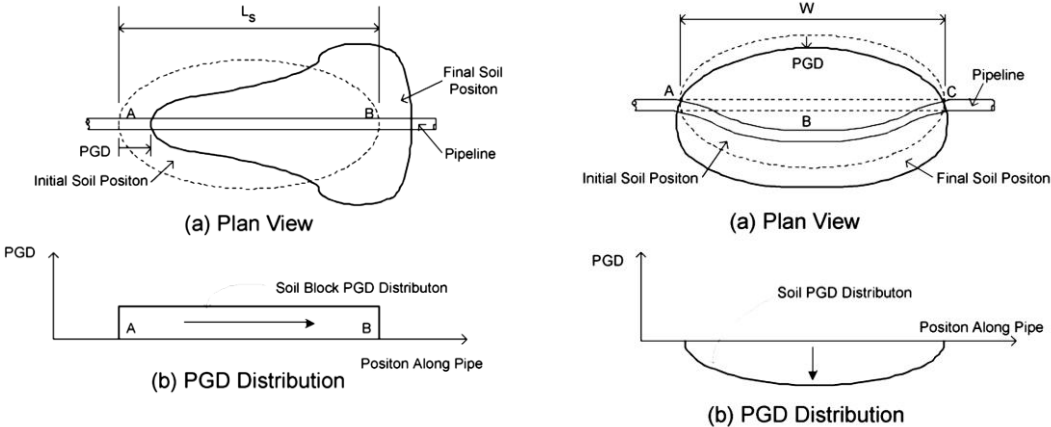 L_s
Final Soil
Positon
A
B
Pipeline
PGD
Initial Soil Positon
(a) Plan View
PGD
Soil Block PGD Distributon
A
B
Positon Along Pipe
(b) PGD Distribution
W
PGD
Pipeline
A
C
B
Initial Soil Positon
Final Soil Positon
(a) Plan View
PGD
Soil PGD Distributon
Positon Along Pipe
(b) PGD Distribution